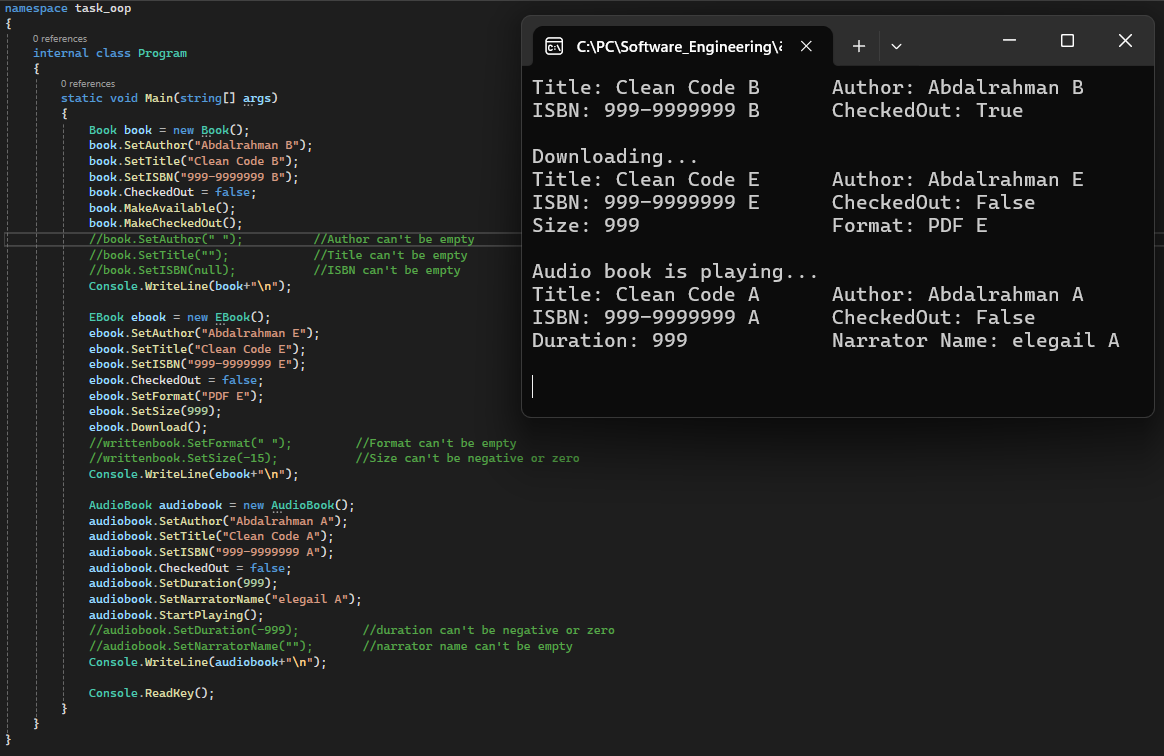 namespace task_oop
{
0 references
internal class Program
{
0 references
static void Main(string[] args)
{
Book book = new Book();
book.SetAuthor("Abdalrahman B");
book.SetTitle("Clean Code B");
book.SetISBN("999-9999999 B");
book.CheckedOut = false;
book.MakeAvailable();
book.MakeCheckedOut();
//book.SetAuthor(" ");          //Author can't be empty
//book.SetTitle("");            //Title can't be empty
//book.SetISBN(null);           //ISBN can't be empty
Console.WriteLine(book+"\n");
EBook ebook = new EBook();
ebook.SetAuthor("Abdalrahman E");
ebook.SetTitle("Clean Code E");
ebook.SetISBN("999-9999999 E");
ebook.CheckedOut = false;
ebook.SetFormat("PDF E");
ebook.SetSize(999);
ebook.Download();
//writtenbook.SetFormat(" ");         //Format can't be empty
//writtenbook.SetSize(-15);           //Size can't be negative or zero
Console.WriteLine(ebook+"\n");
AudioBook audiobook = new AudioBook();
audiobook.SetAuthor("Abdalrahman A");
audiobook.SetTitle("Clean Code A");
audiobook.SetISBN("999-9999999 A");
audiobook.CheckedOut = false;
audiobook.SetDuration(999);
audiobook.SetNarratorName("elegail A");
audiobook.StartPlaying();
//audiobook.SetDuration(-999);         //duration can't be negative or zero
//audiobook.SetNarratorName("");       //narrator name can't be empty
Console.WriteLine(audiobook+"\n");
Console.ReadKey();
}
}
}
C:\PC\Software_Engineering\
Title: Clean Code B      Author: Abdalrahman B
ISBN: 999-9999999 B      CheckedOut: True
Downloading...
Title: Clean Code E      Author: Abdalrahman E
ISBN: 999-9999999 E      CheckedOut: False
Size: 999                Format: PDF E
Audio book is playing...
Title: Clean Code A      Author: Abdalrahman A
ISBN: 999-9999999 A      CheckedOut: False
Duration: 999            Narrator Name: elegail A